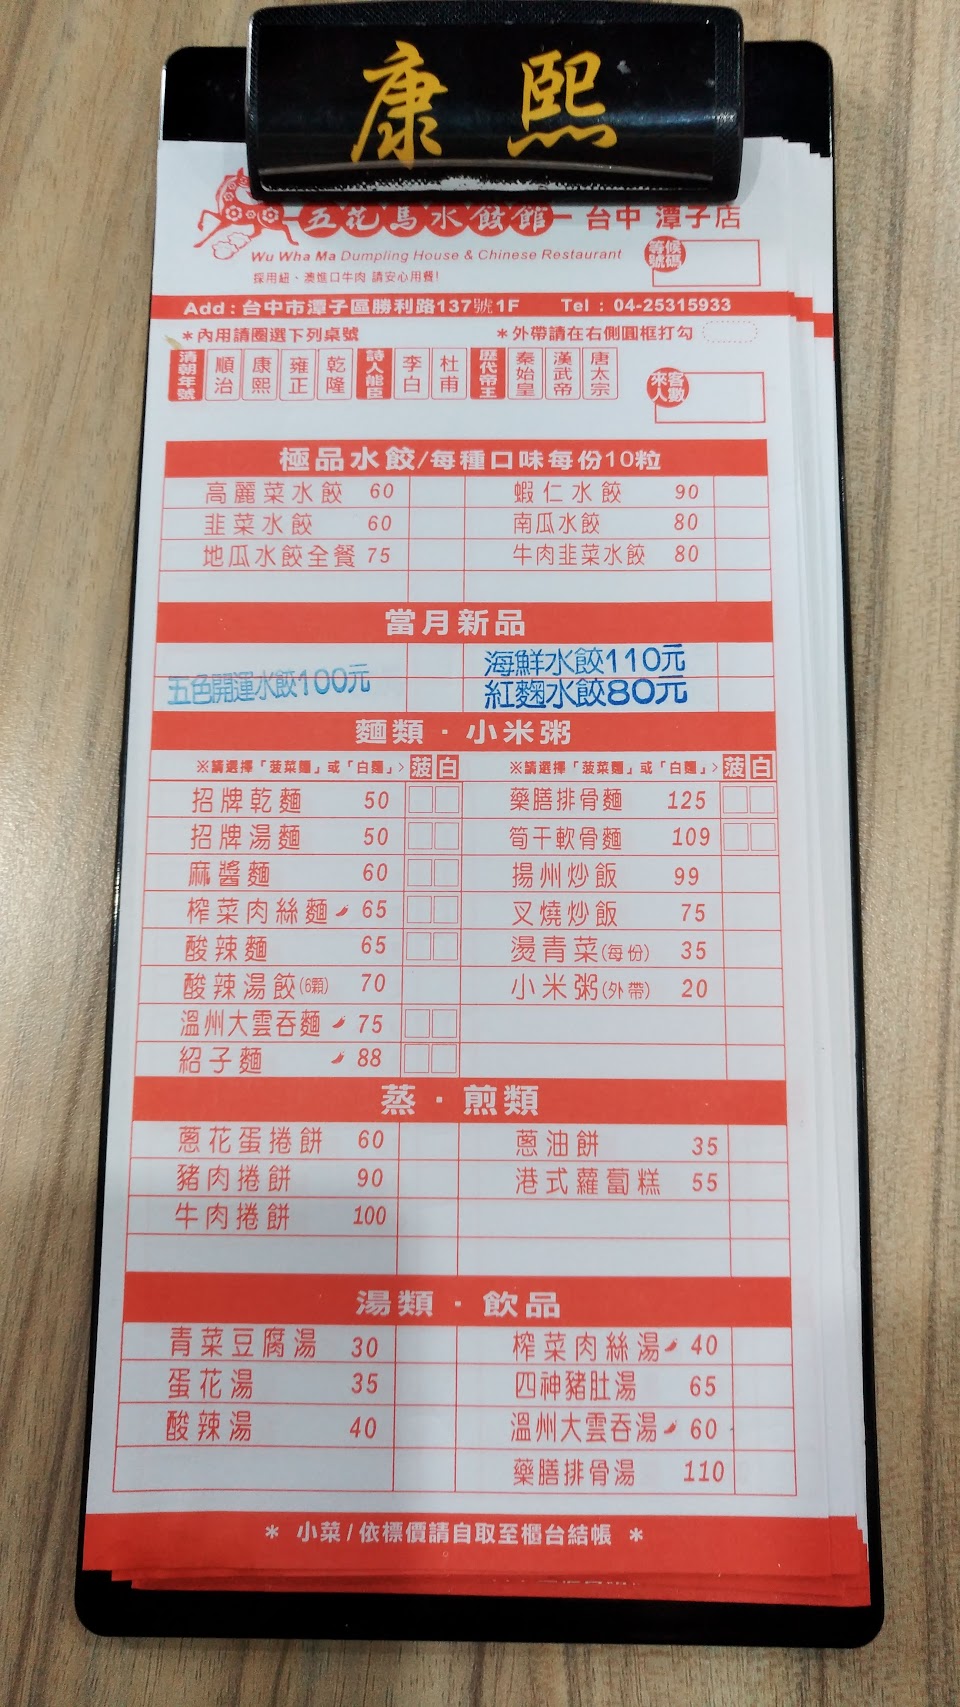 康熙
五花馬水餃館－台中 潭子店
Wu Wha Ma Dumpling House & Chinese Restaurant
採用紐、澳進口牛肉 請安心用餐!
等候號碼
Add : 台中市潭子區勝利路137號1F Tel : 04-25315933
*內用請圈選下列桌號 *外帶請在右側圓框打勾
清朝年號 順治 康熙 雍正 乾隆 詩人能臣 李白 杜甫 歷代帝王 秦始皇 漢武帝 唐太宗
來客人數
極品水餃/每種口味每份10粒
高麗菜水餃 60 蝦仁水餃 90
韭菜水餃 60 南瓜水餃 80
地瓜水餃全餐 75 牛肉韭菜水餃 80
當月新品
海鮮水餃110元
五色開運水餃100元 紅麴水餃80元
麵類·小米粥
※請選擇「菠菜麵」或「白麵」> 菠 白 ※請選擇「菠菜麵」或「白麵」> 菠 白
招牌乾麵 50 藥膳排骨麵 125
招牌湯麵 50 筍干軟骨麵 109
麻醬麵 60 揚州炒飯 99
榨菜肉絲麵 65 叉燒炒飯 75
酸辣麵 65 燙青菜(每份) 35
酸辣湯餃(6顆) 70 小米粥(外帶) 20
溫州大雲吞麵 75
紹子麵 88
蒸·煎類
蔥花蛋捲餅 60 蔥油餅 35
豬肉捲餅 90 港式蘿蔔糕 55
牛肉捲餅 100
湯類·飲品
青菜豆腐湯 30 榨菜肉絲湯 40
蛋花湯 35 四神豬肚湯 65
酸辣湯 40 溫州大雲吞湯 60
藥膳排骨湯 110
* 小菜/依標價請自取至櫃台結帳 *